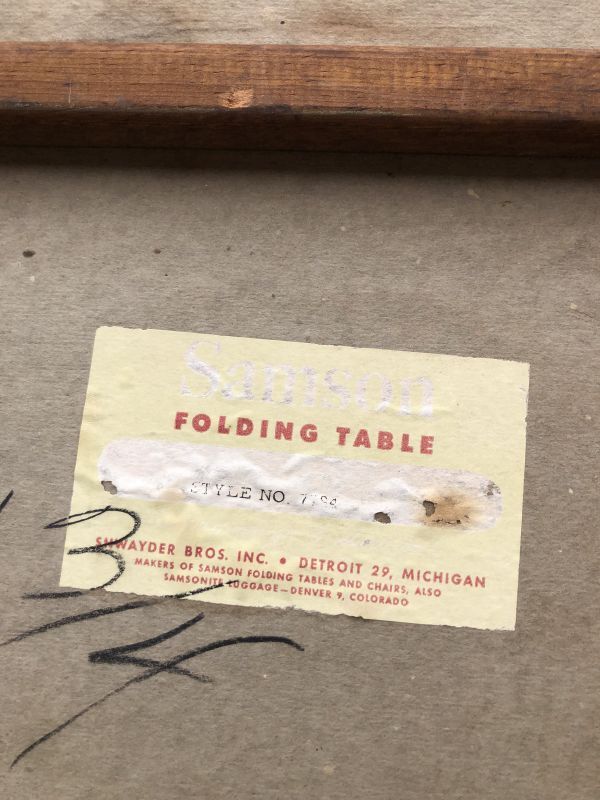 Samson
FOLDING TABLE
STYLE NO.
SHWAYDER BROS. INC. • DETROIT 29, MICHIGAN
MAKERS OF SAMSON FOLDING TABLES AND CHAIRS, ALSO
SAMSONITE LUGGAGE—DENVER 9, COLORADO
3